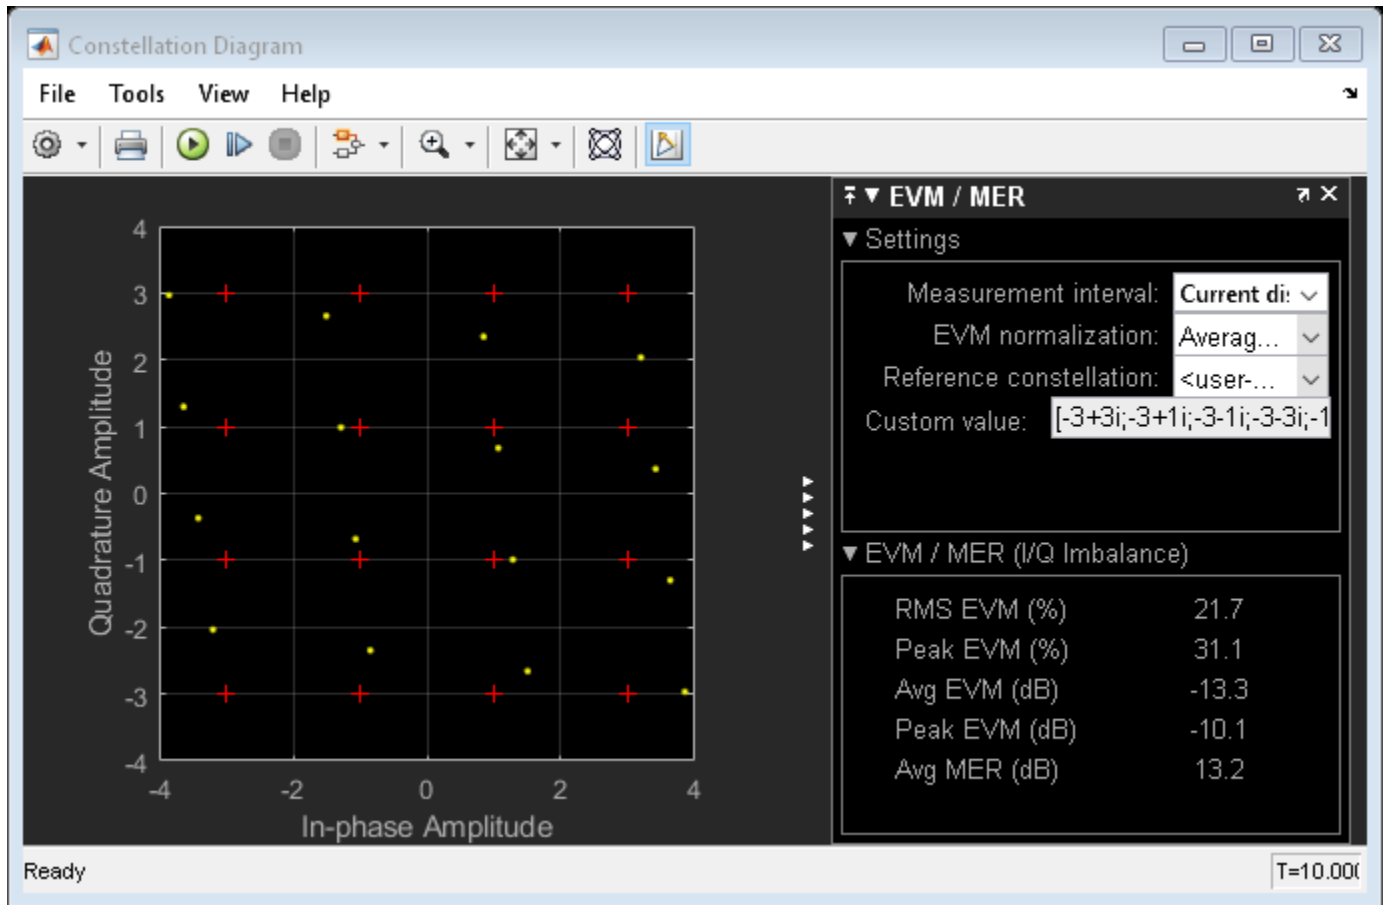 Constellation Diagram
File Tools View Help
EVM / MER
Settings
Measurement interval: Current di
EVM normalization: Averag...
Reference constellation: <user-...
Custom value: [-3+3i;-3+1i;-3-1i;-3-3i;-1
EVM / MER (I/Q Imbalance)
RMS EVM (%) 21.7
Peak EVM (%) 31.1
Avg EVM (dB) -13.3
Peak EVM (dB) -10.1
Avg MER (dB) 13.2
4
3
2
1
0
-1
-2
-3
-4
Quadrature Amplitude
-4 -2 0 2 4
In-phase Amplitude
Ready T=10.00